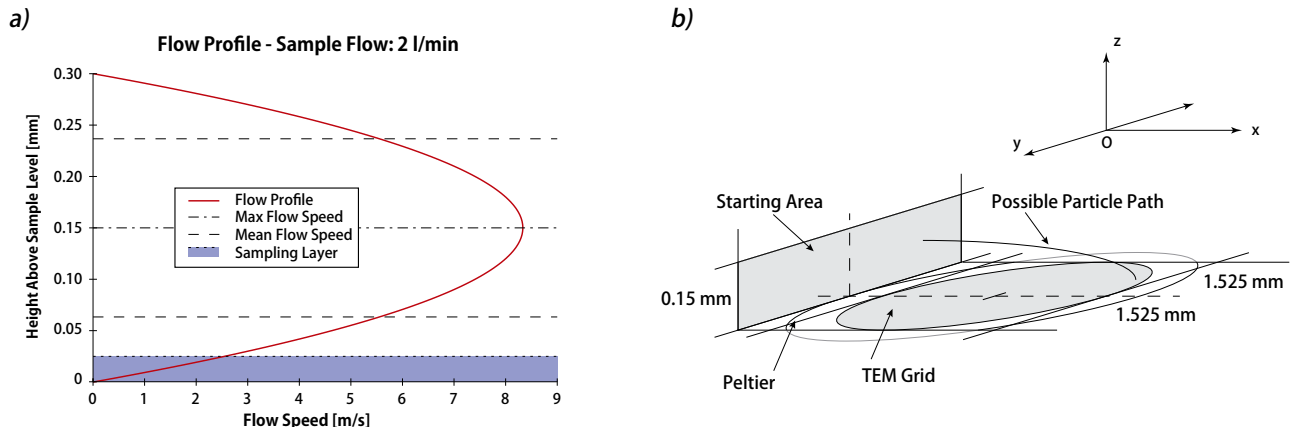 a)
Flow Profile - Sample Flow: 2 l/min
Height Above Sample Level [mm]
0.30
0.25
0.20
0.15
0.10
0.05
0
Flow Profile
Max Flow Speed
Mean Flow Speed
Sampling Layer
0 1 2 3 4 5 6 7 8 9
Flow Speed [m/s]
b)
z
y
O
x
Starting Area
Possible Particle Path
0.15 mm
1.525 mm
1.525 mm
Peltier
TEM Grid